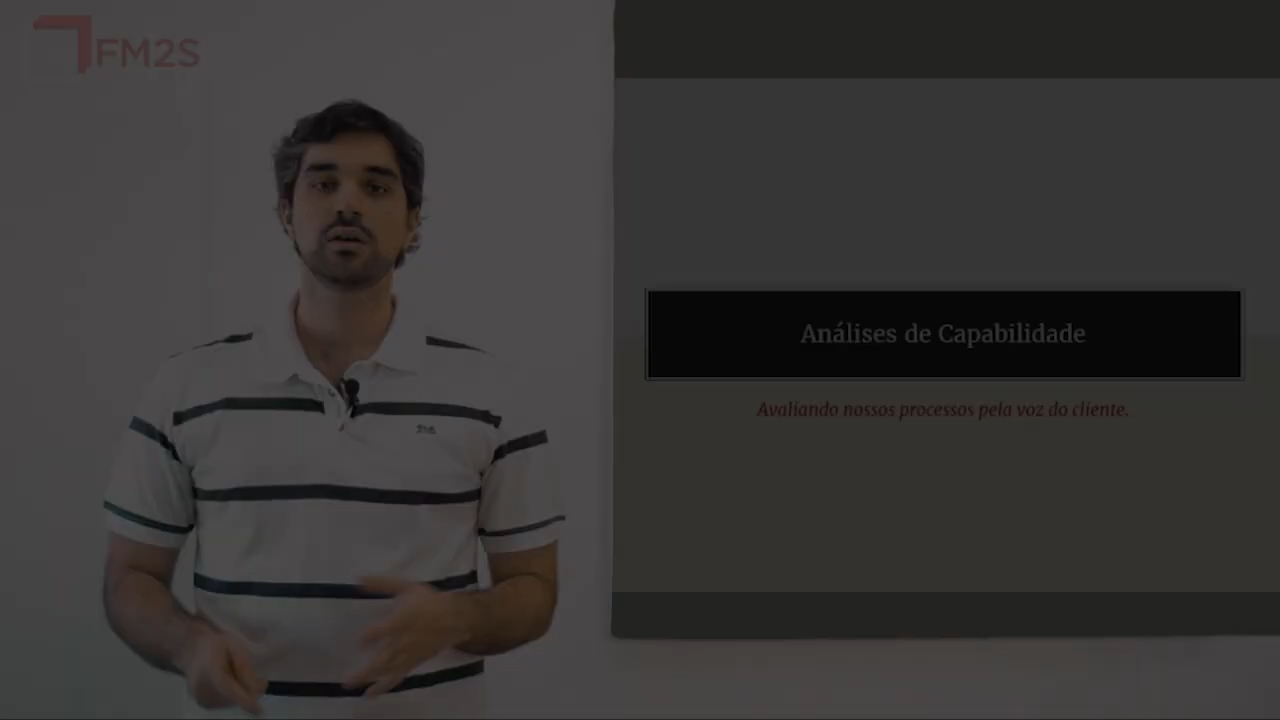 FM2S
Análises de Capabilidade
Avaliando nossos processos pela voz do cliente.